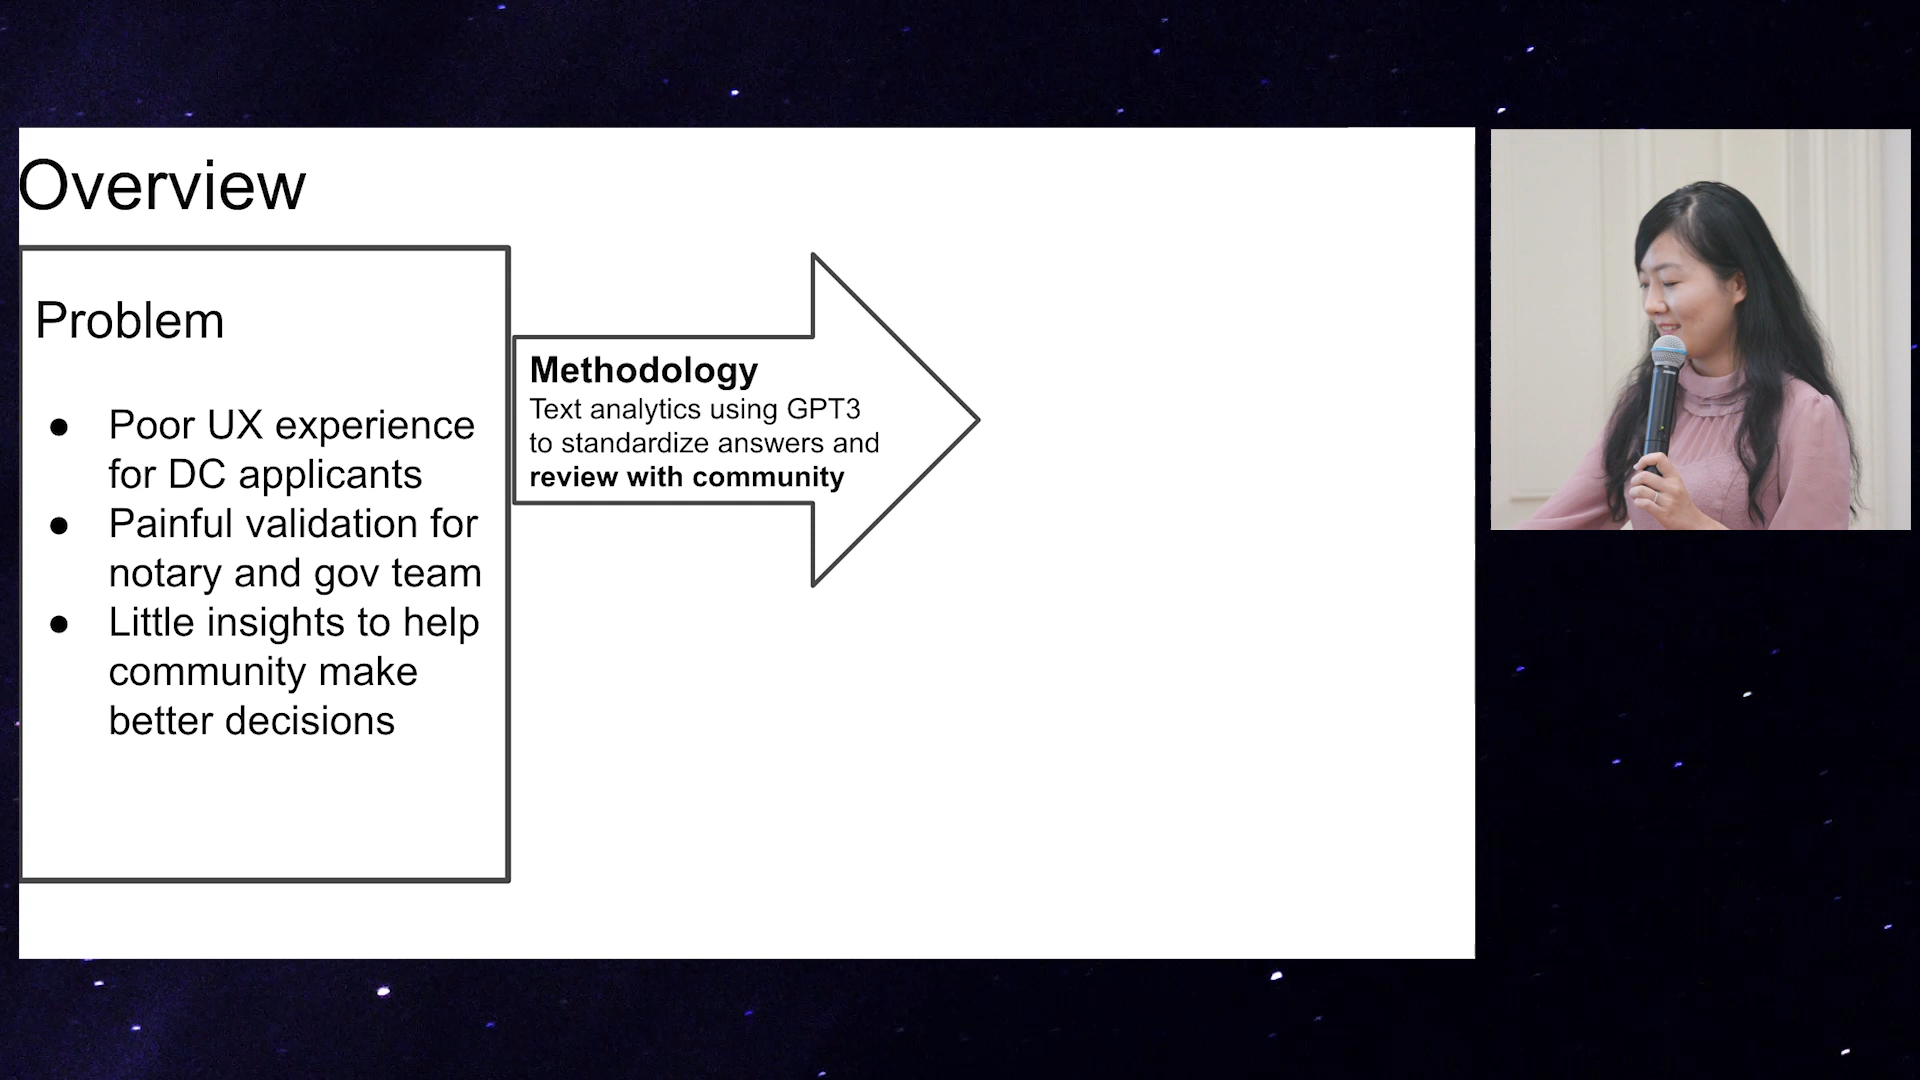 Overview
Problem
● Poor UX experience
for DC applicants
● Painful validation for
notary and gov team
● Little insights to help
community make
better decisions
Methodology
Text analytics using GPT3
to standardize answers and
review with community